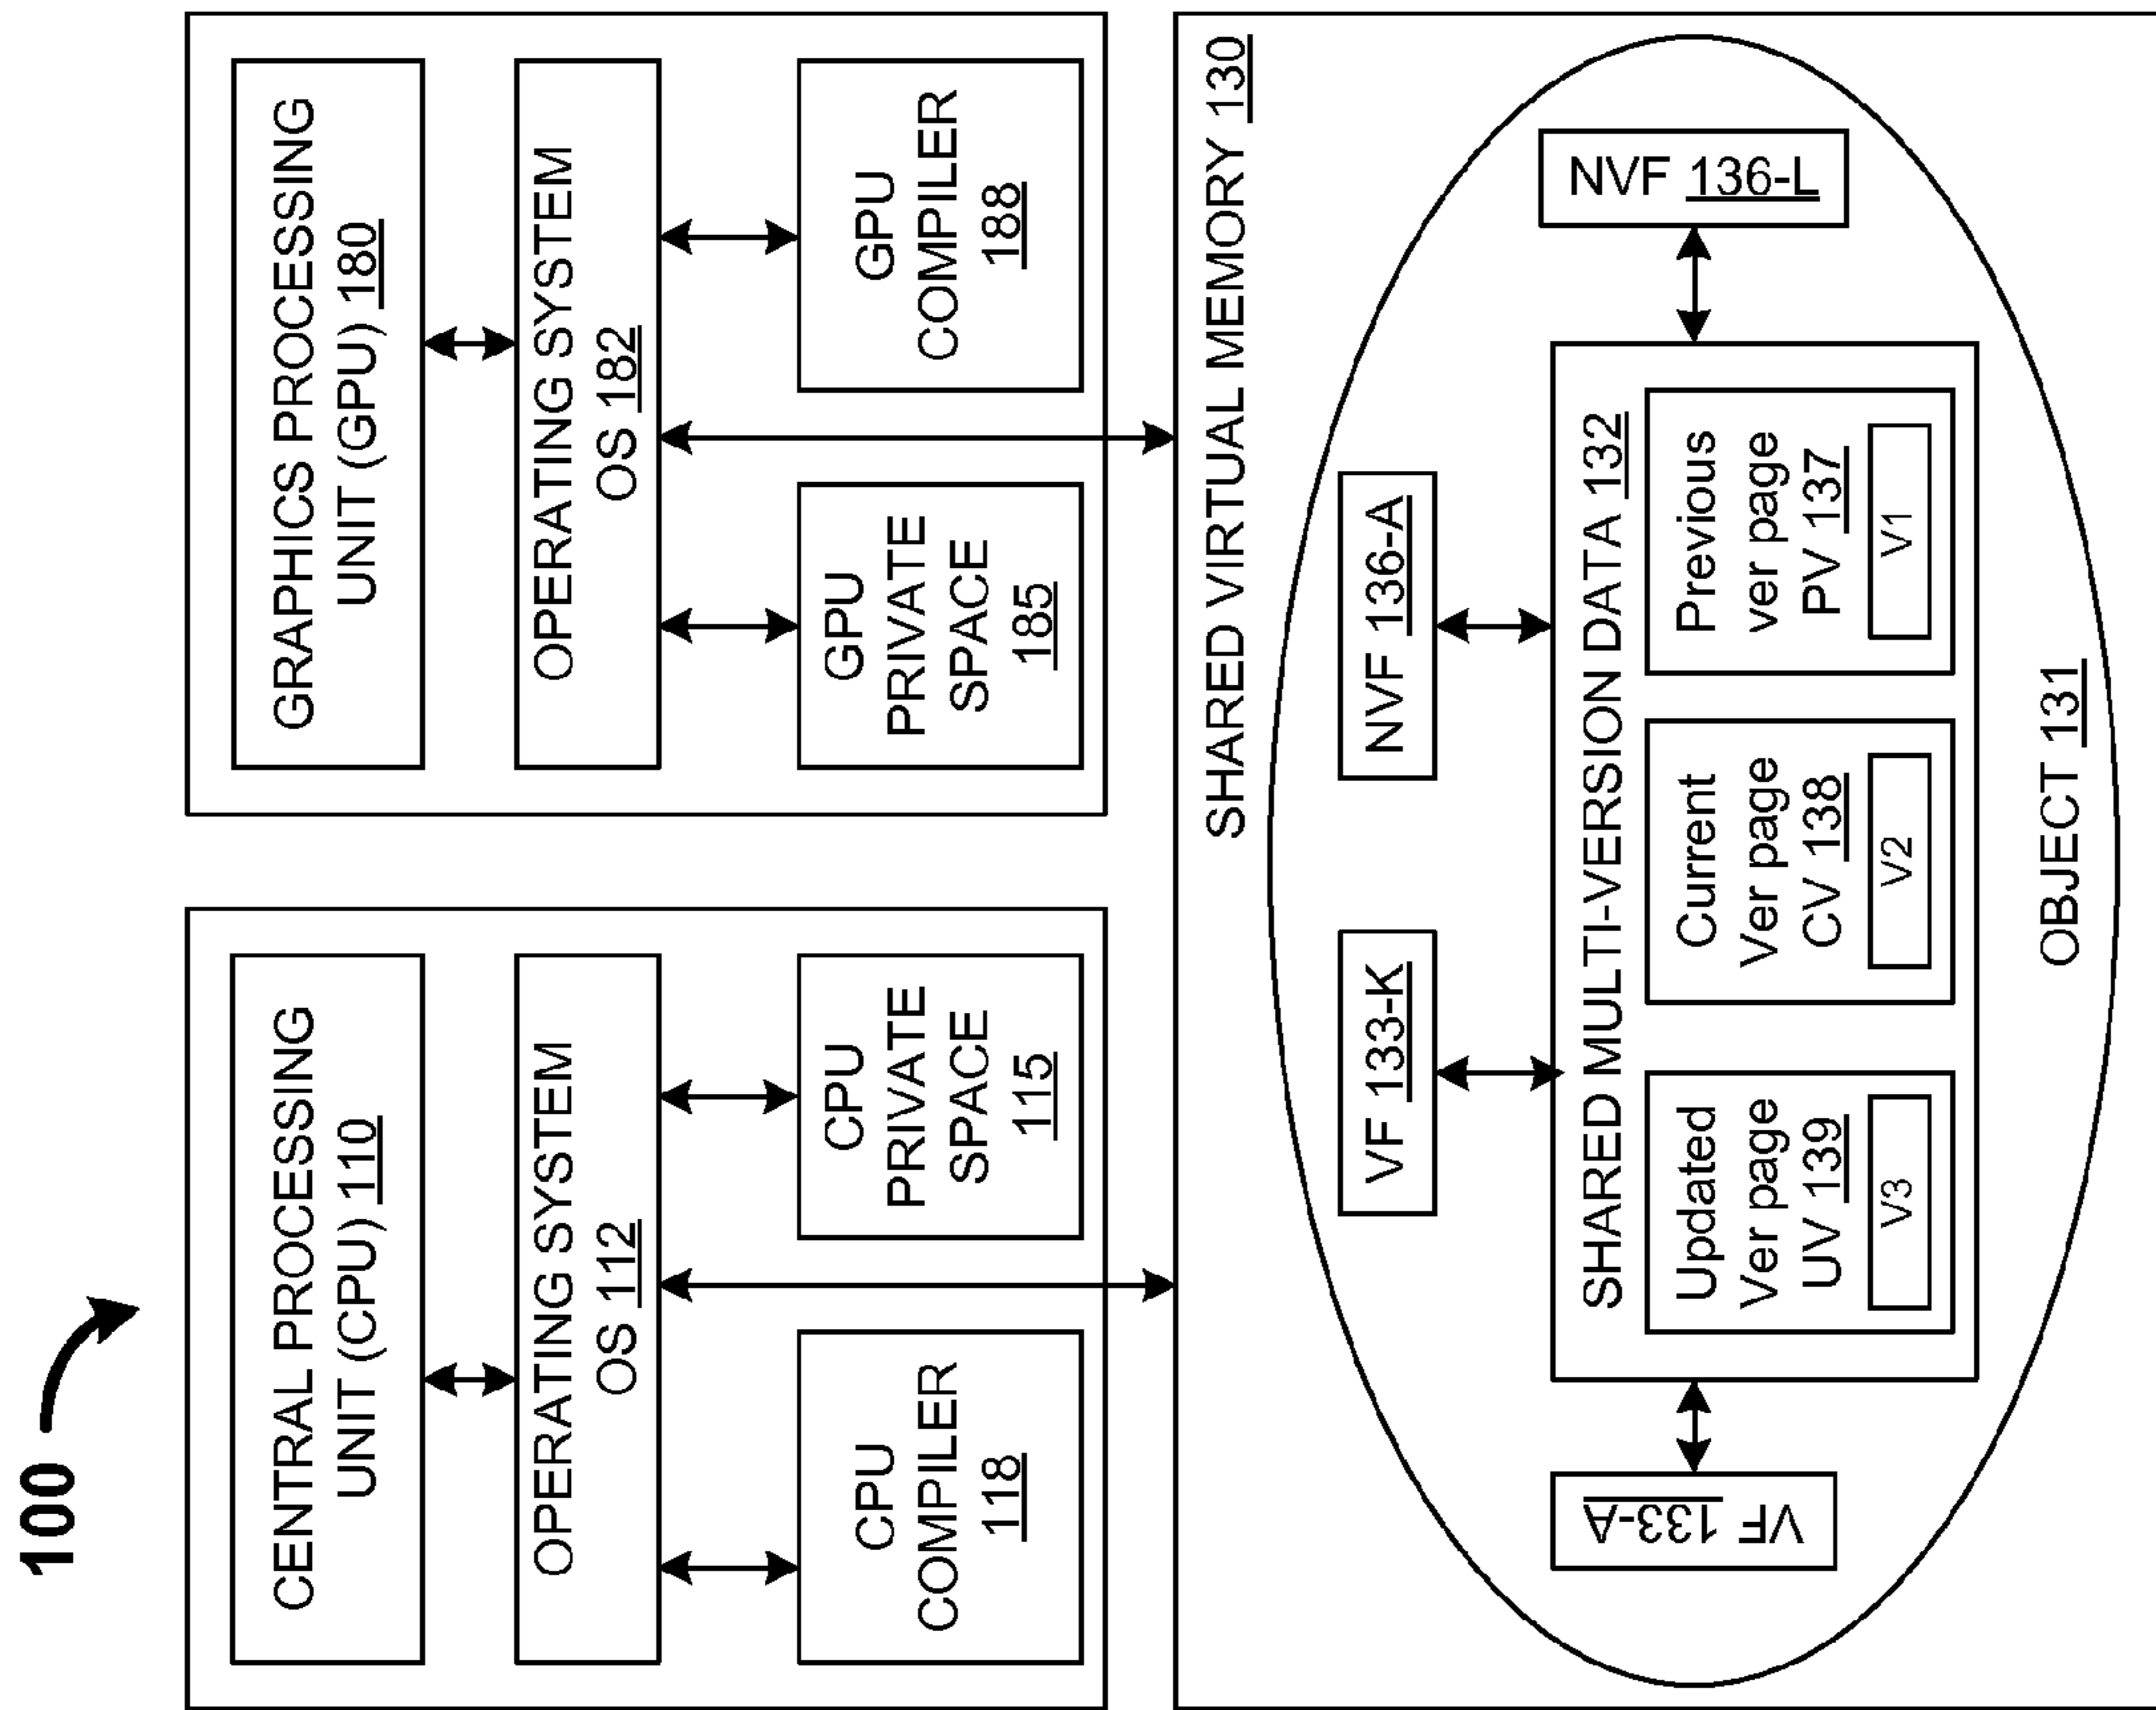 100
CENTRAL PROCESSING
UNIT (CPU) 110
OPERATING SYSTEM
OS 112
CPU
COMPILER
118
CPU
PRIVATE
SPACE
115
GRAPHICS PROCESSING
UNIT (GPU) 180
OPERATING SYSTEM
OS 182
GPU
PRIVATE
SPACE
185
GPU
COMPILER
188
SHARED VIRTUAL MEMORY 130
VF 133-K
NVF 136-A
VF 133-A
SHARED MULTI-VERSION DATA 132
Updated
Ver page
UV 139
V3
Current
Ver page
CV 138
V2
Previous
ver page
PV 137
V1
NVF 136-L
OBJECT 131